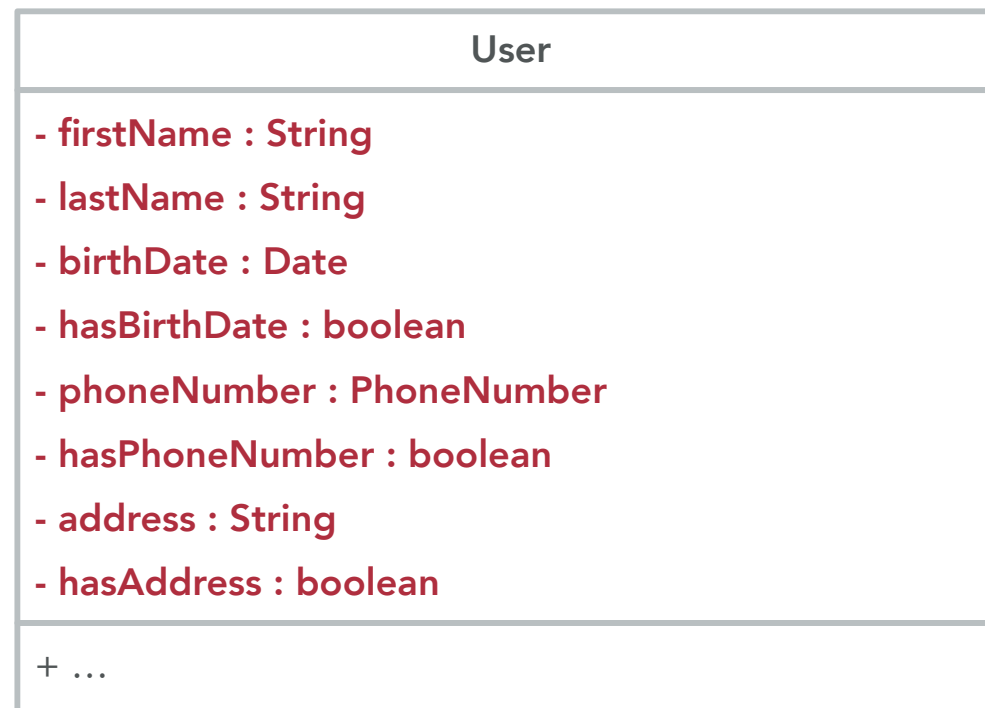 User
- firstName : String
- lastName : String
- birthDate : Date
- hasBirthDate : boolean
- phoneNumber : PhoneNumber
- hasPhoneNumber : boolean
- address : String
- hasAddress : boolean
+ …